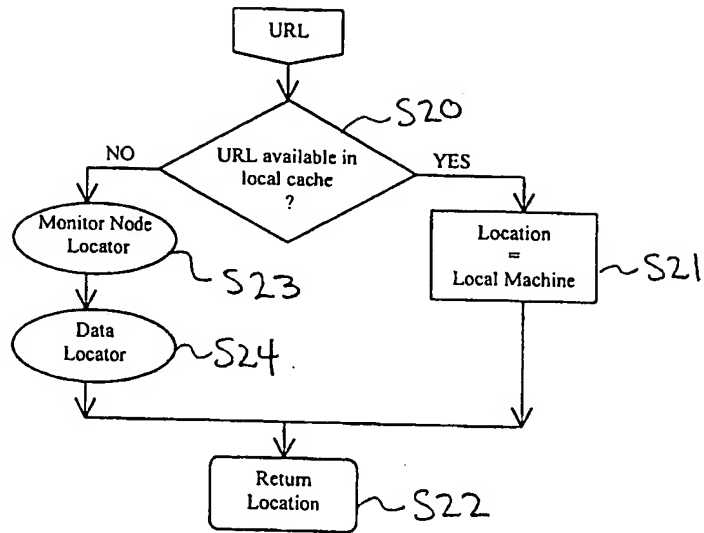 URL
S20
NO
URL available in
YES
local cache
?
Monitor Node
Locator
S23
Location
=
Local Machine
S21
Data
Locator
S24
Return
Location
S22